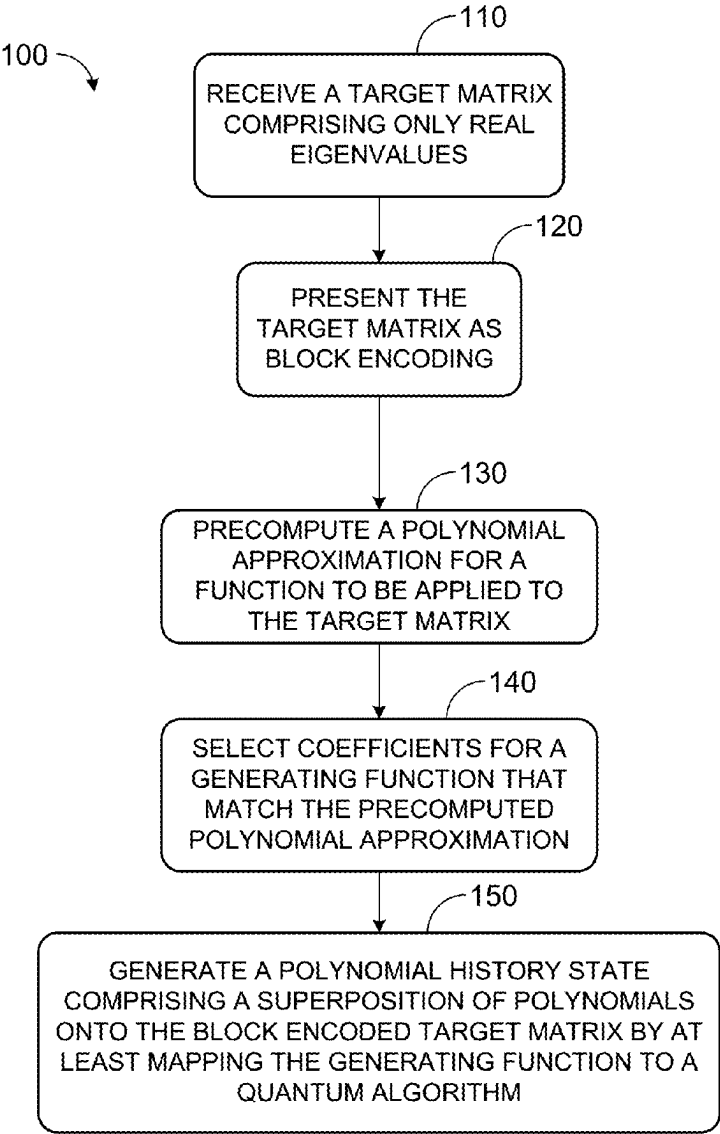 100
110
RECEIVE A TARGET MATRIX
COMPRISING ONLY REAL
EIGENVALUES
120
PRESENT THE
TARGET MATRIX AS
BLOCK ENCODING
130
PRECOMPUTE A POLYNOMIAL
APPROXIMATION FOR A
FUNCTION TO BE APPLIED TO
THE TARGET MATRIX
140
SELECT COEFFICIENTS FOR A
GENERATING FUNCTION THAT
MATCH THE PRECOMPUTED
POLYNOMIAL APPROXIMATION
150
GENERATE A POLYNOMIAL HISTORY STATE
COMPRISING A SUPERPOSITION OF POLYNOMIALS
ONTO THE BLOCK ENCODED TARGET MATRIX BY AT
LEAST MAPPING THE GENERATING FUNCTION TO A
QUANTUM ALGORITHM